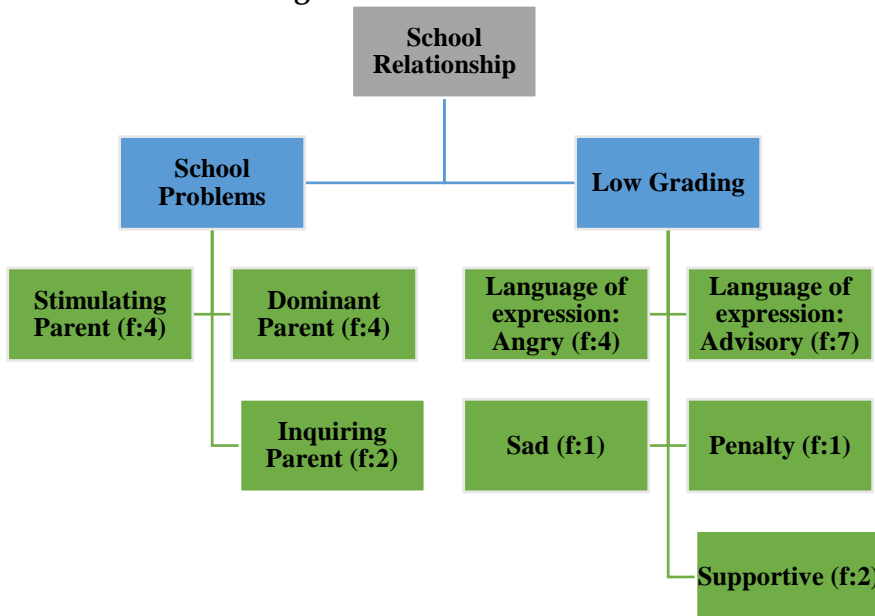 School
Relationship
School
Problems
Low Grading
Stimulating
Parent (f:4)
Dominant
Parent (f:4)
Language of
expression:
Angry (f:4)
Language of
expression:
Advisory (f:7)
Inquiring
Parent (f:2)
Sad (f:1)
Penalty (f:1)
Supportive (f:2)